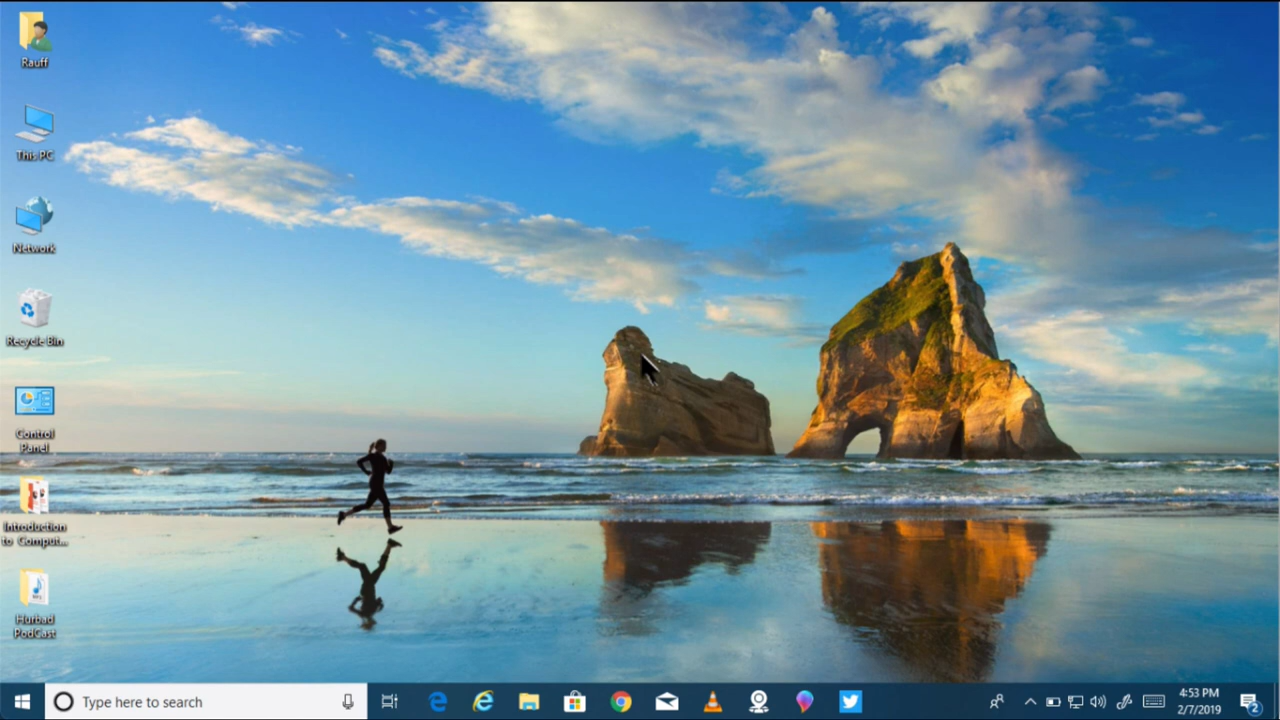 Rauff
This PC
Network
Recycle Bin
Control
Panel
Introduction
to Comput...
Hurbad
PodCast
Type here to search
4:53 PM
2/7/2019
2